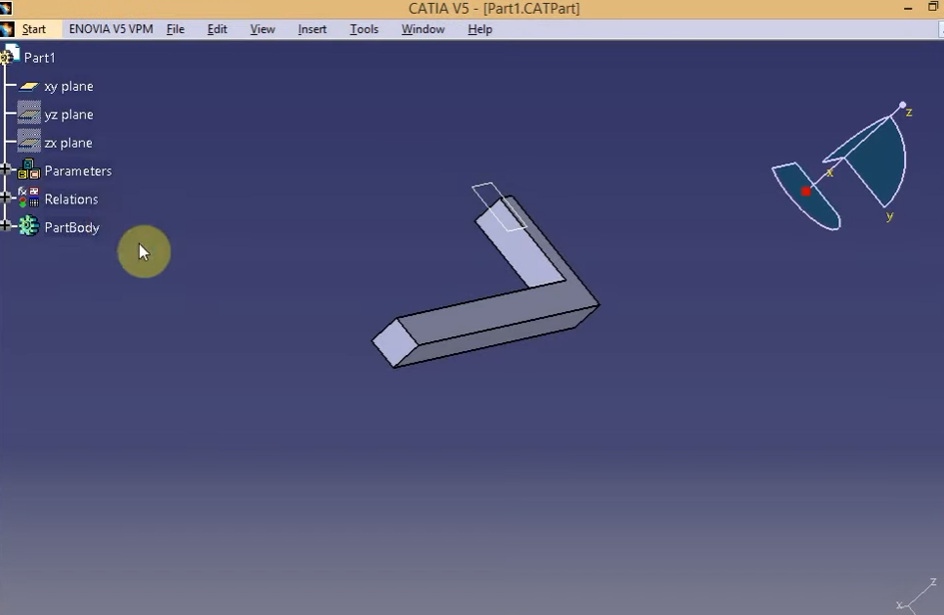 CATIA V5 - [Part1.CATPart]
Start ENOVIA V5 VPM File Edit View Insert Tools Window Help
Part1
xy plane
yz plane
zx plane
Parameters
Relations
PartBody
z
x
y
z
x